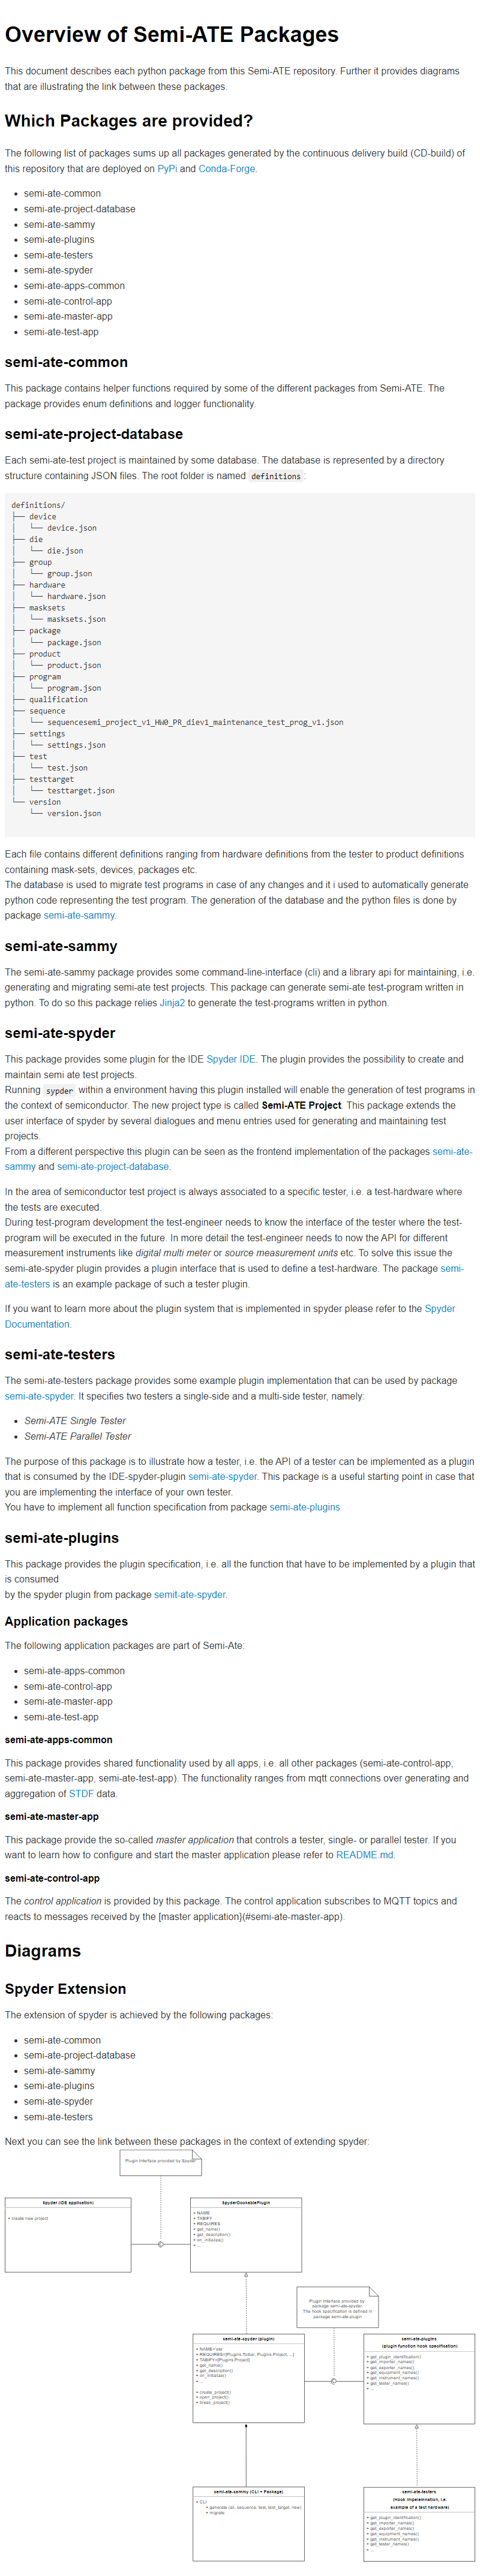 Overview of Semi-ATE Packages
This document describes each python package from this Semi-ATE repository. Further it provides diagrams
that are illustrating the link between these packages.
Which Packages are provided?
The following list of packages sums up all packages generated by the continuous delivery build (CD-build) of
this repository that are deployed on PyPi and Conda-Forge.
• semi-ate-common
• semi-ate-project-database
• semi-ate-sammy
• semi-ate-plugins
• semi-ate-testers
• semi-ate-spyder
• semi-ate-apps-common
• semi-ate-control-app
• semi-ate-master-app
• semi-ate-test-app
semi-ate-common
This package contains helper functions required by some of the different packages from Semi-ATE. The
package provides enum definitions and logger functionality.
semi-ate-project-database
Each semi-ate-test project is maintained by some database. The database is represented by a directory
structure containing JSON files. The root folder is named definitions :
definitions/
├── device
│   └── device.json
├── die
│   └── die.json
├── group
│   └── group.json
├── hardware
│   └── hardware.json
├── masksets
│   └── masksets.json
├── package
│   └── package.json
├── product
│   └── product.json
├── program
│   └── program.json
├── qualification
├── sequence
│   └── sequencesemi_project_v1_HW0_PR_diev1_maintenance_test_prog_v1.json
├── settings
│   └── settings.json
├── test
│   └── test.json
├── testtarget
│   └── testtarget.json
└── version
    └── version.json
Each file contains different definitions ranging from hardware definitions from the tester to product definitions
containing mask-sets, devices, packages etc.
The database is used to migrate test programs in case of any changes and it i used to automatically generate
python code representing the test program. The generation of the database and the python files is done by
package semi-ate-sammy.
semi-ate-sammy
The semi-ate-sammy package provides some command-line-interface (cli) and a library api for maintaining, i.e.
generating and migrating semi-ate test projects. This package can generate semi-ate test-program written in
python. To do so this package relies Jinja2 to generate the test-programs written in python.
semi-ate-spyder
This package provides some plugin for the IDE Spyder IDE. The plugin provides the possibility to create and
maintain semi ate test projects.
Running sypder within a environment having this plugin installed will enable the generation of test programs in
the context of semiconductor. The new project type is called Semi-ATE Project. This package extends the
user interface of spyder by several dialogues and menu entries used for generating and maintaining test
projects.
From a different perspective this plugin can be seen as the frontend implementation of the packages semi-ate-
sammy and semi-ate-project-database.
In the area of semiconductor test project is always associated to a specific tester, i.e. a test-hardware where
the tests are executed.
During test-program development the test-engineer needs to know the interface of the tester where the test-
program will be executed in the future. In more detail the test-engineer needs to now the API for different
measurement instruments like digital multi meter or source measurement units etc. To solve this issue the
semi-ate-spyder plugin provides a plugin interface that is used to define a test-hardware. The package semi-
ate-testers is an example package of such a tester plugin.
If you want to learn more about the plugin system that is implemented in spyder please refer to the Spyder
Documentation.
semi-ate-testers
The semi-ate-testers package provides some example plugin implementation that can be used by package
semi-ate-spyder. It specifies two testers a single-side and a multi-side tester, namely:
• Semi-ATE Single Tester
• Semi-ATE Parallel Tester
The purpose of this package is to illustrate how a tester, i.e. the API of a tester can be implemented as a plugin
that is consumed by the IDE-spyder-plugin semi-ate-spyder. This package is a useful starting point in case that
you are implementing the interface of your own tester.
You have to implement all function specification from package semi-ate-plugins
semi-ate-plugins
This package provides the plugin specification, i.e. all the function that have to be implemented by a plugin that
is consumed
by the spyder plugin from package semit-ate-spyder.
Application packages
The following application packages are part of Semi-Ate:
• semi-ate-apps-common
• semi-ate-control-app
• semi-ate-master-app
• semi-ate-test-app
semi-ate-apps-common
This package provides shared functionality used by all apps, i.e. all other packages (semi-ate-control-app,
semi-ate-master-app, semi-ate-test-app). The functionality ranges from mqtt connections over generating and
aggregation of STDF data.
semi-ate-master-app
This package provide the so-called master application that controls a tester, single- or parallel tester. If you
want to learn how to configure and start the master application please refer to README.md.
semi-ate-control-app
The control application is provided by this package. The control application subscribes to MQTT topics and
reacts to messages received by the [master application}(#semi-ate-master-app).
Diagrams
Spyder Extension
The extension of spyder is achieved by the following packages:
• semi-ate-common
• semi-ate-project-database
• semi-ate-sammy
• semi-ate-plugins
• semi-ate-spyder
• semi-ate-testers
Next you can see the link between these packages in the context of extending spyder:
Plugin Interface provided by Spyder
Spyder (IDE application)
+ create new project
SpyderDockablePlugin
+ NAME
+ TABIFY
+ REQUIRES
+ get_name()
+ get_description()
+ on_initialize()
+ ...
Plugin Interface provided by
package semi-ate-spyder.
The hook specification is defined in
package semi-ate-plugin
semi-ate-spyder (plugin)
+ REQUIRES=[Plugins.Toolbar, Plugins.Project, ...]
+ TABIFY=[Plugins.Project]
+ get_name()
+ get_description()
+ on_initialize()
+ ...
+ create_project()
+ open_project()
+ close_project()
semi-ate-plugins
(plugin function hook specification)
+ get_plugin_identification()
+ get_importer_names()
+ get_exporter_names()
+ get_equipment_names()
+ get_instrument_names()
+ get_tester_names()
+ ...
semi-ate-sammy (CLI + Package)
+ CLI
+ generate (all, sequence, test, test_target, new)
+ migrate
semi-ate-testers
(Hook implementation, i.e.
example of a test hardware)
+ get_plugin_identification()
+ get_importer_names()
+ get_exporter_names()
+ get_equipment_names()
+ get_instrument_names()
+ get_tester_names()
+ ...